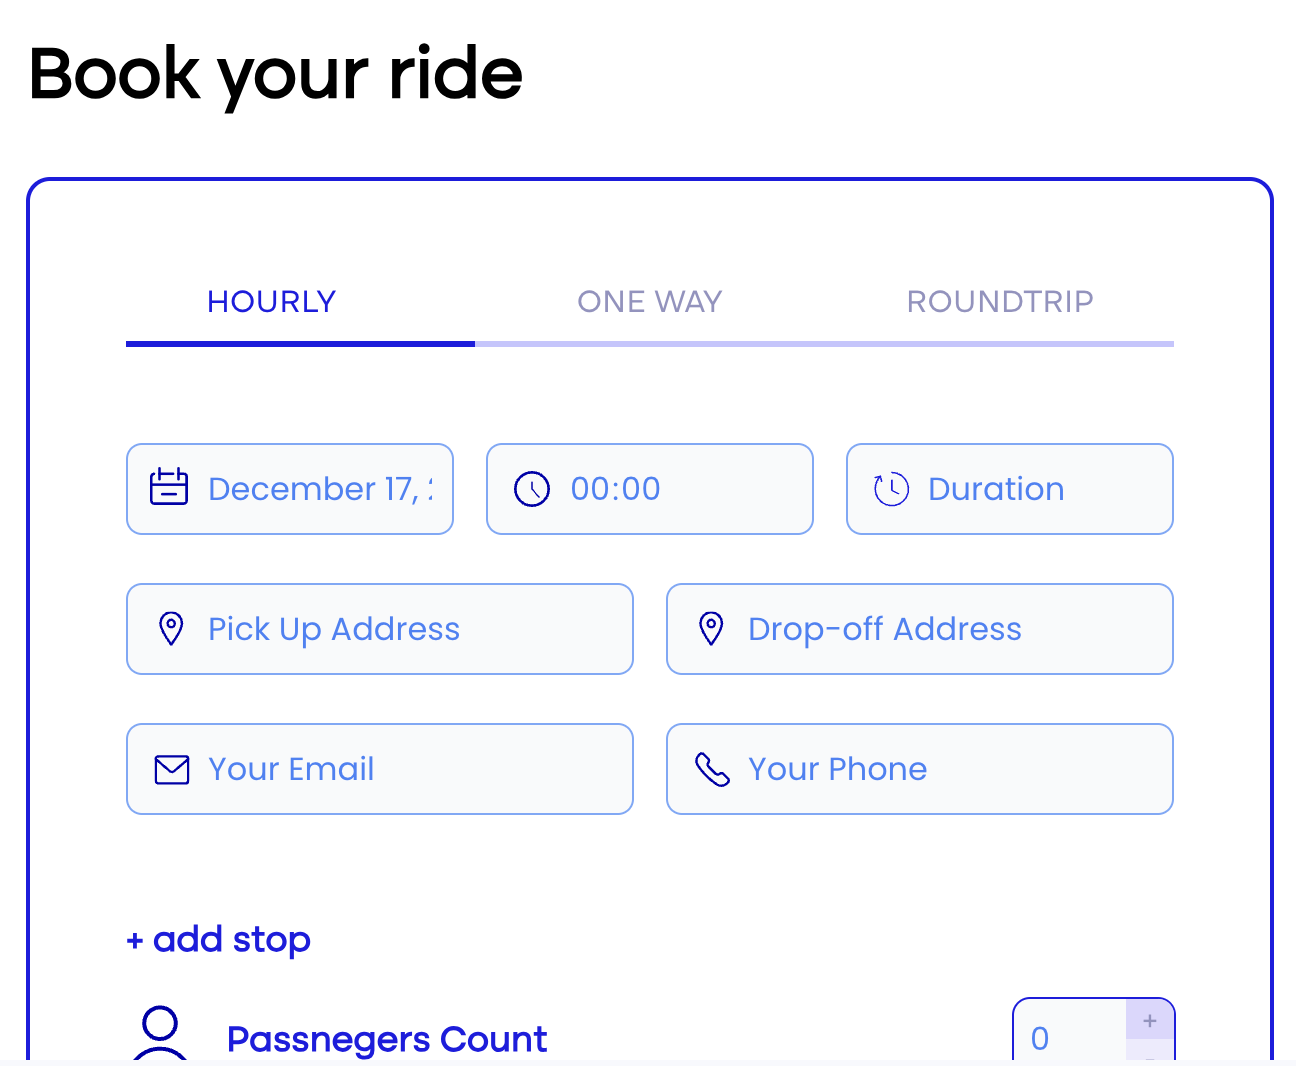 Book your ride
HOURLY ONE WAY ROUNDTRIP
December 17, 00:00 Duration
Pick Up Address Drop-off Address
Your Email Your Phone
+ add stop
Passnegers Count 0 +